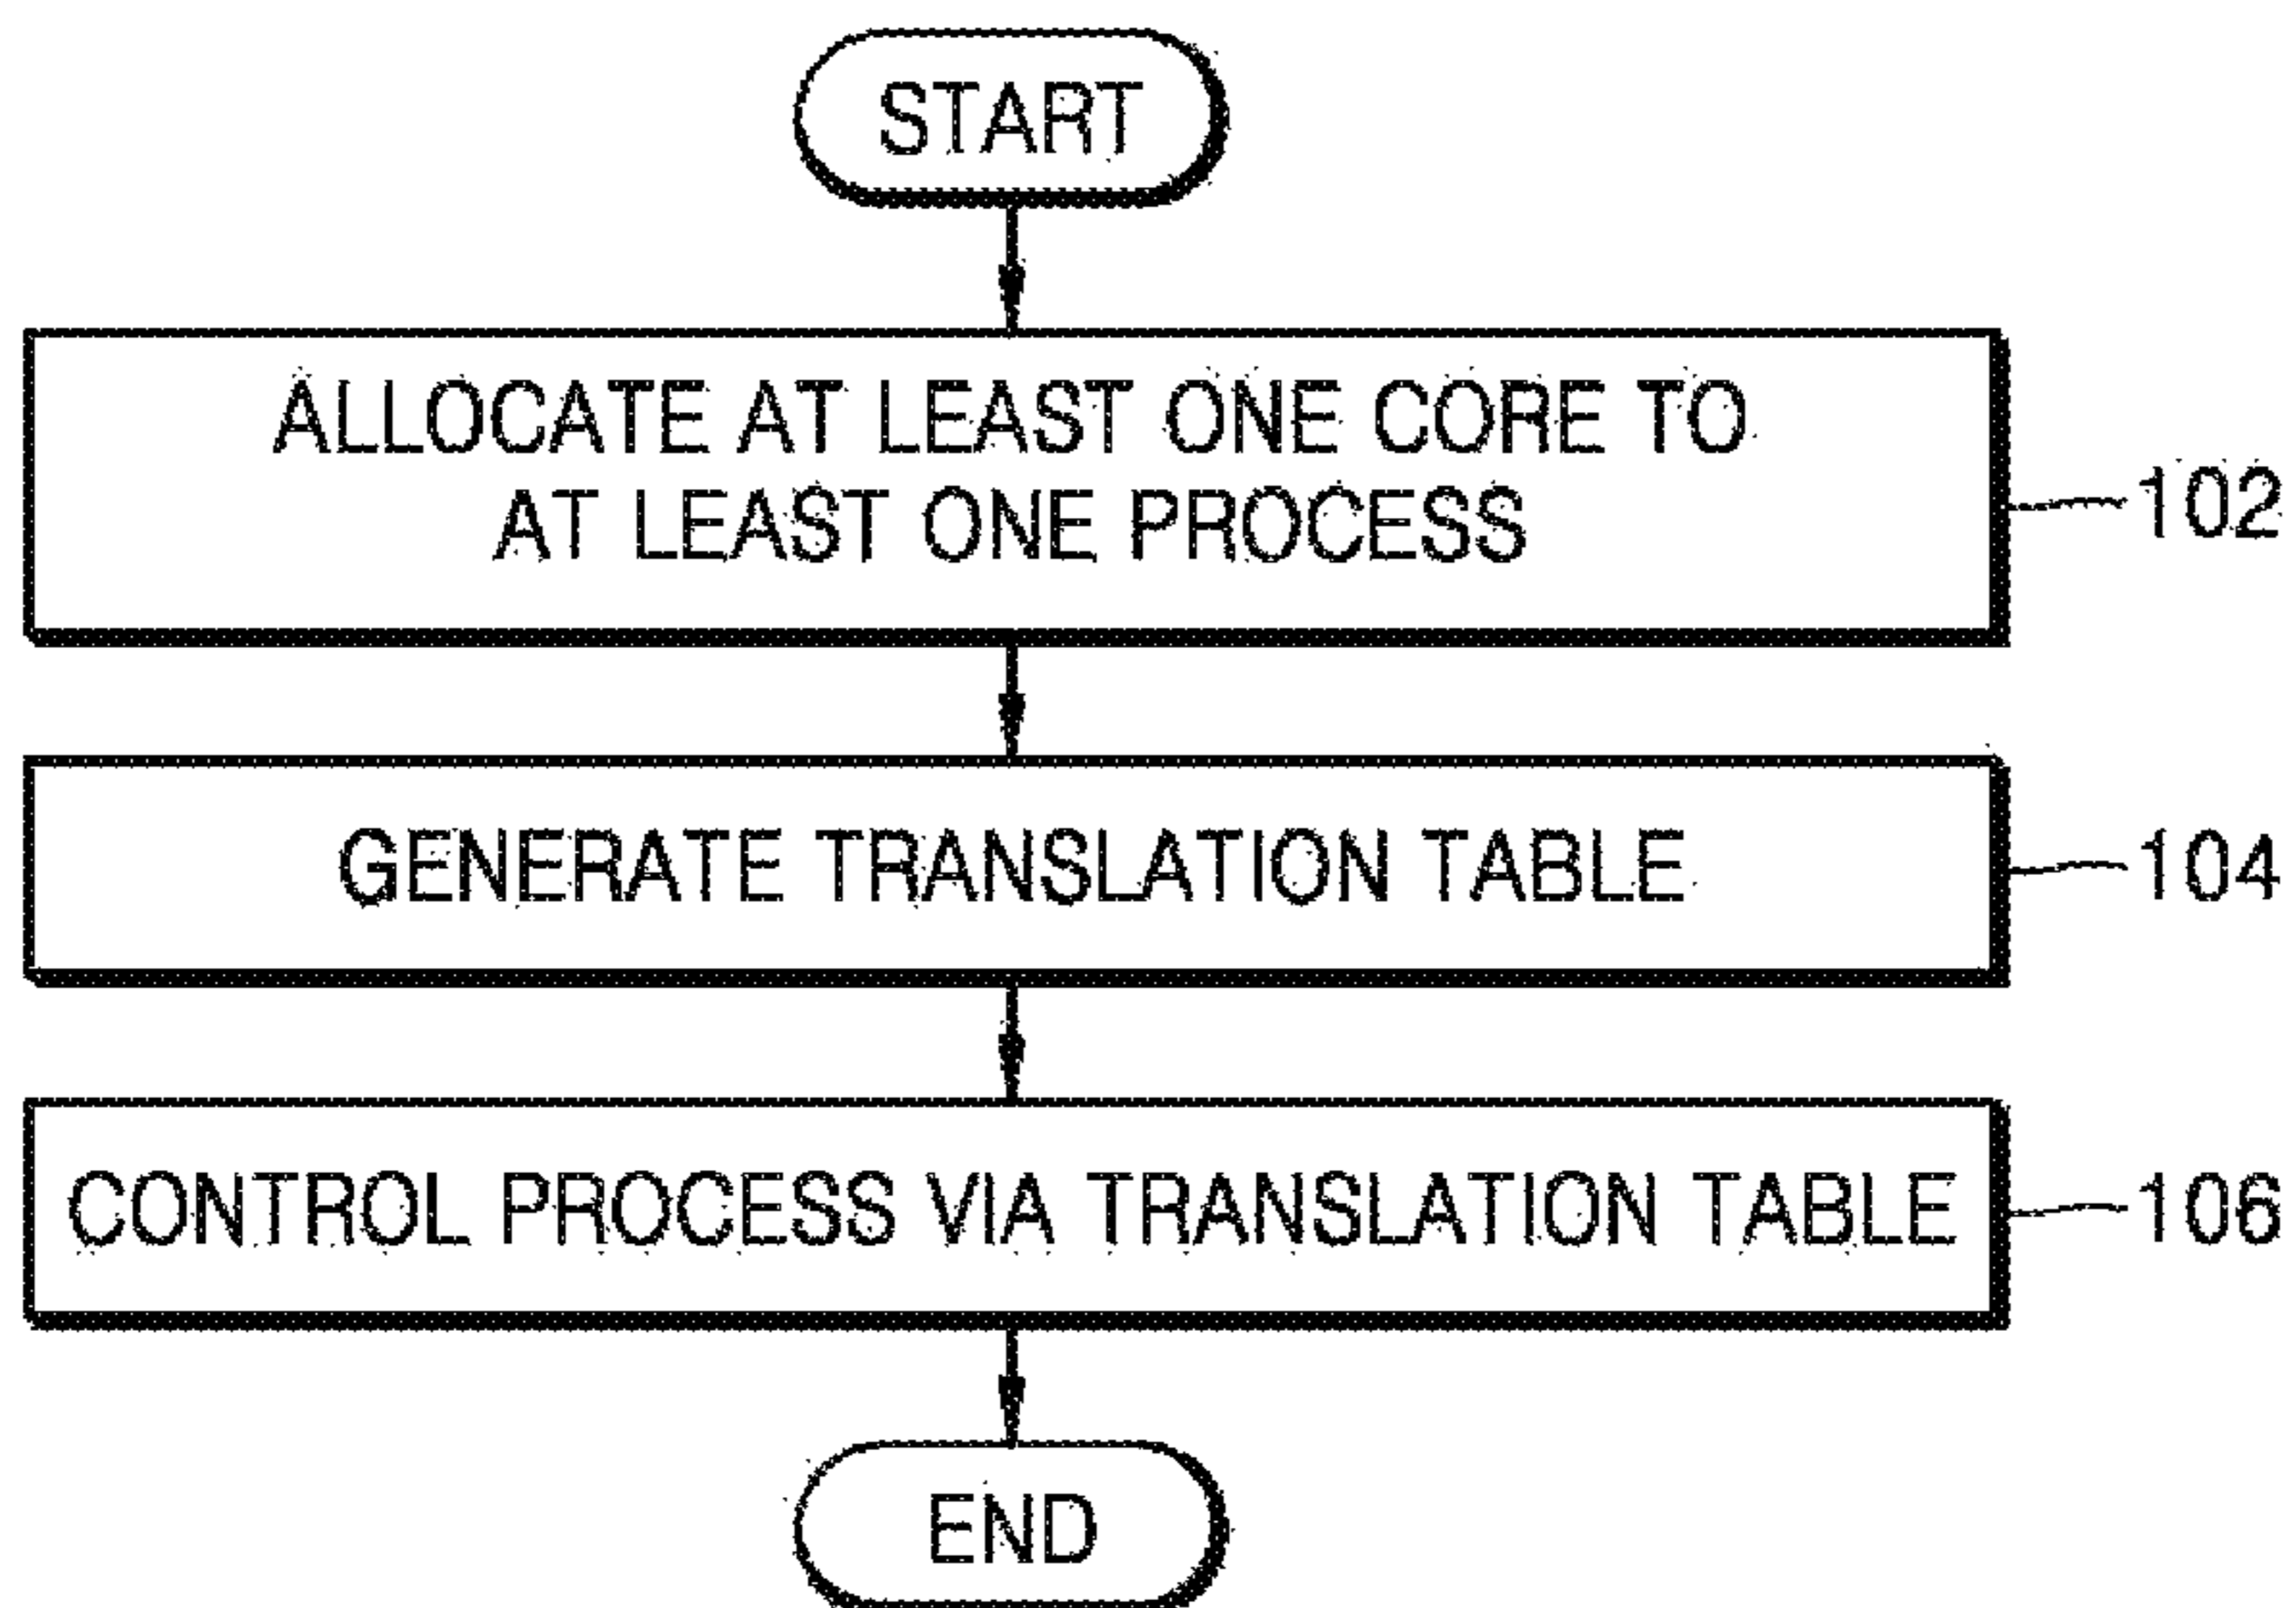 START
ALLOCATE AT LEAST ONE CORE TO
AT LEAST ONE PROCESS
102
GENERATE TRANSLATION TABLE
104
CONTROL PROCESS VIA TRANSLATION TABLE
106
END